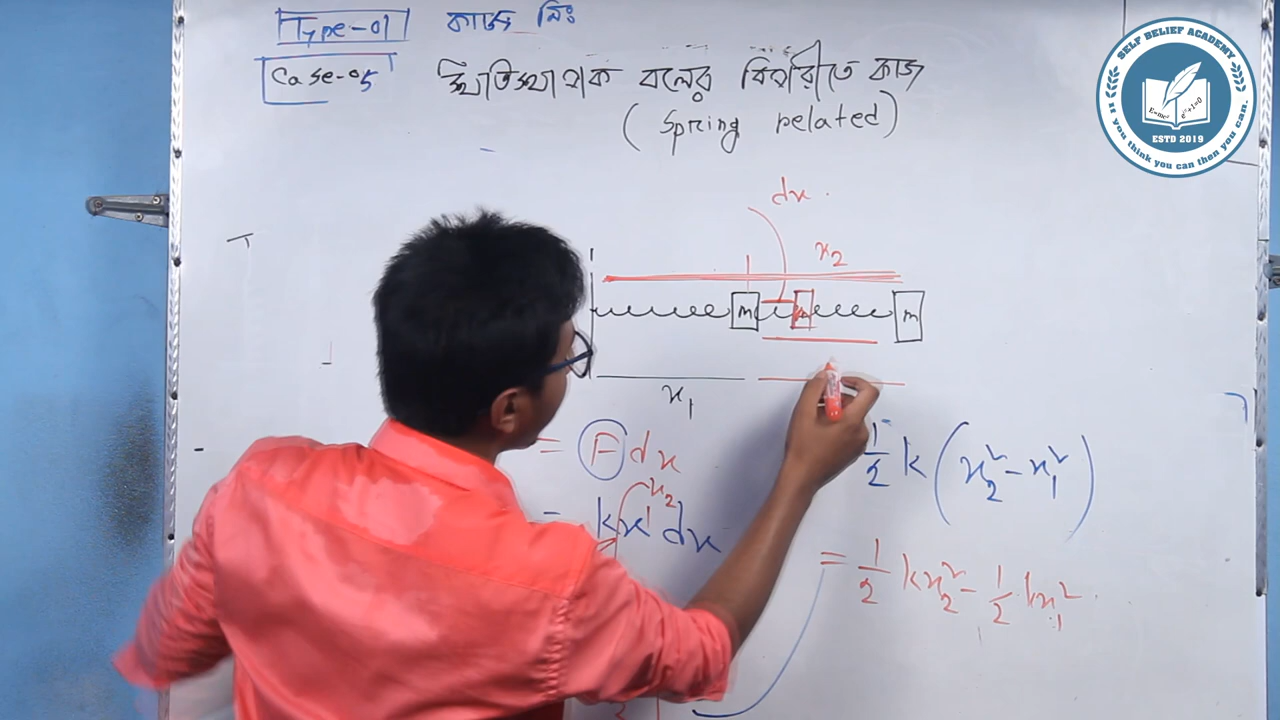 Type-01 কাজ নিঃ
Case-05 স্থিতিস্থাপক বলের বিপরীতে কাজ
(Spring related)
dx
x₂
m m m
x₁
= F dx
x₂
= kx dx
½ k (x₂² - x₁²)
= ½ kx₂² - ½ kx₁²
SELF BELIEF ACADEMY
E=mc²
ESTD 2019
If you think you can then you can.